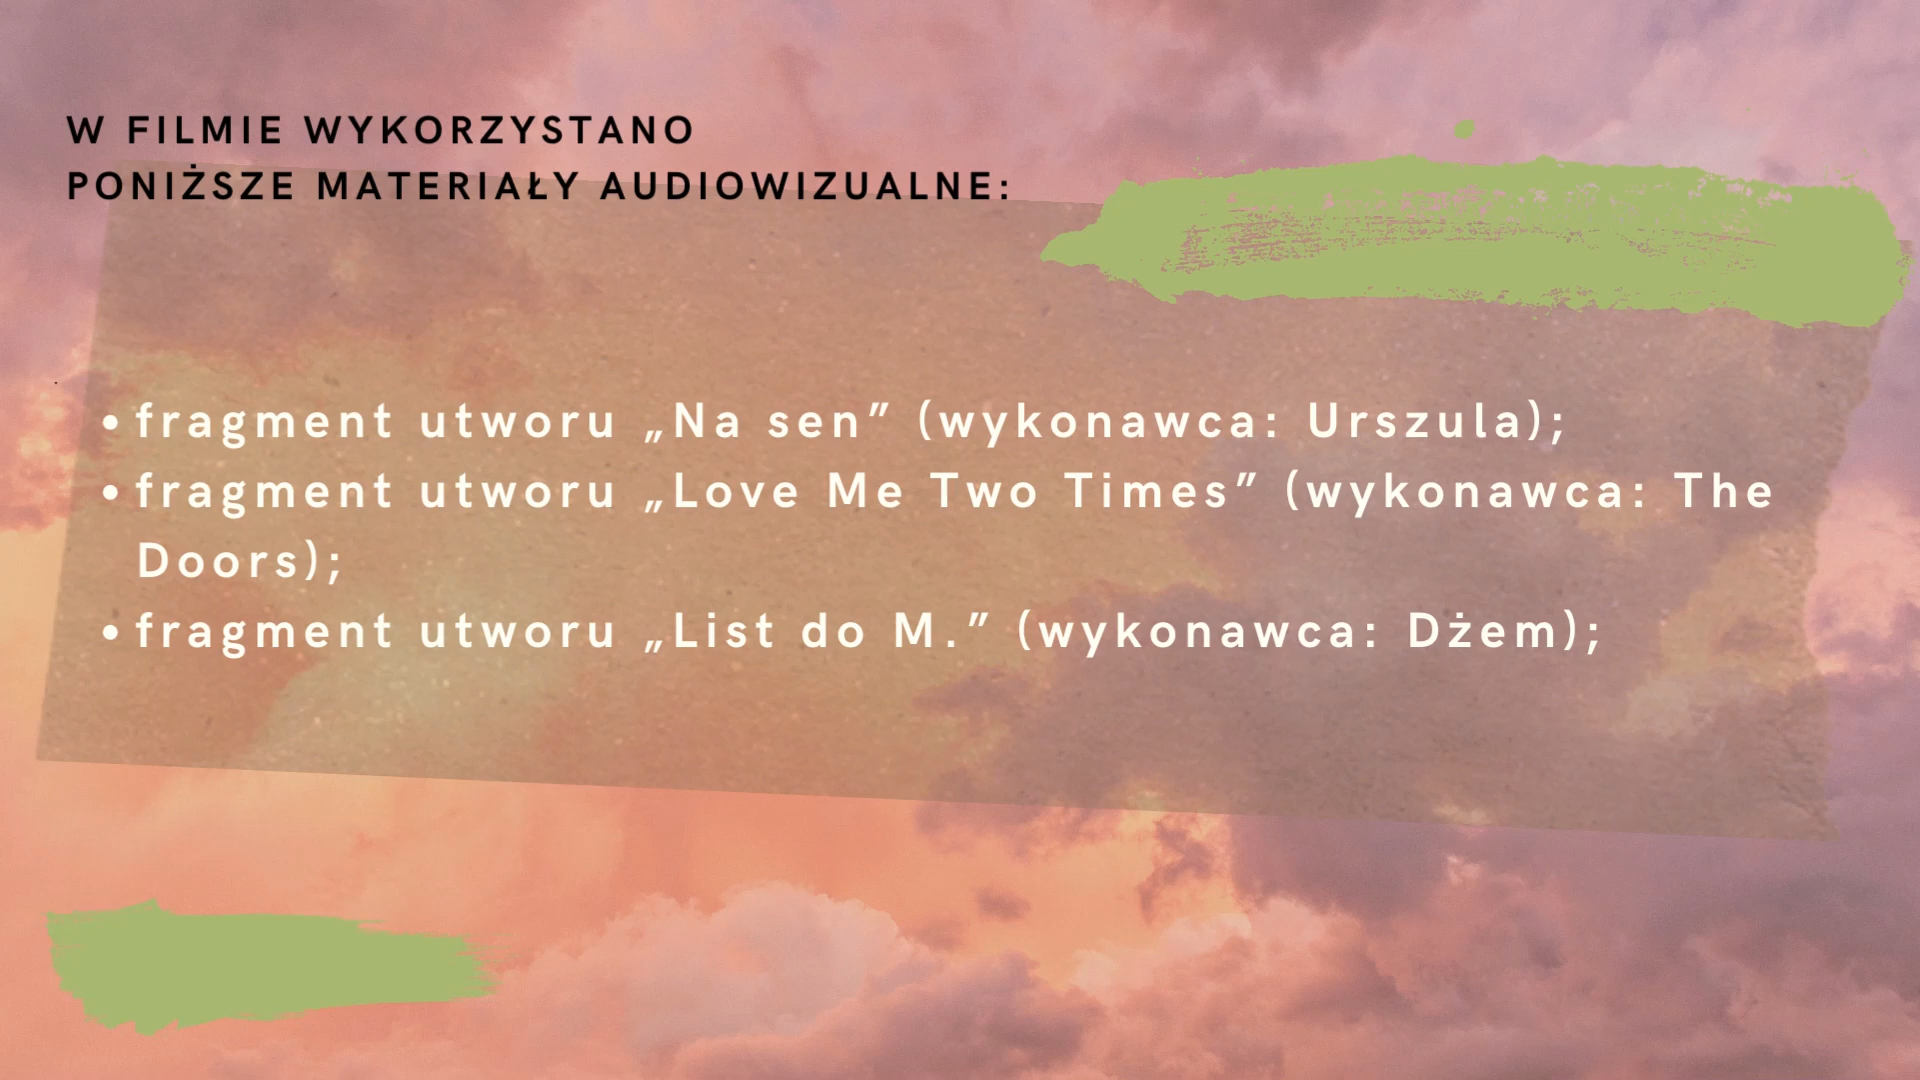 W FILMIE WYKORZYSTANO
PONIŻSZE MATERIAŁY AUDIOWIZUALNE:
• fragment utworu „Na sen” (wykonawca: Urszula);
• fragment utworu „Love Me Two Times” (wykonawca: The
Doors);
• fragment utworu „List do M.” (wykonawca: Dżem);